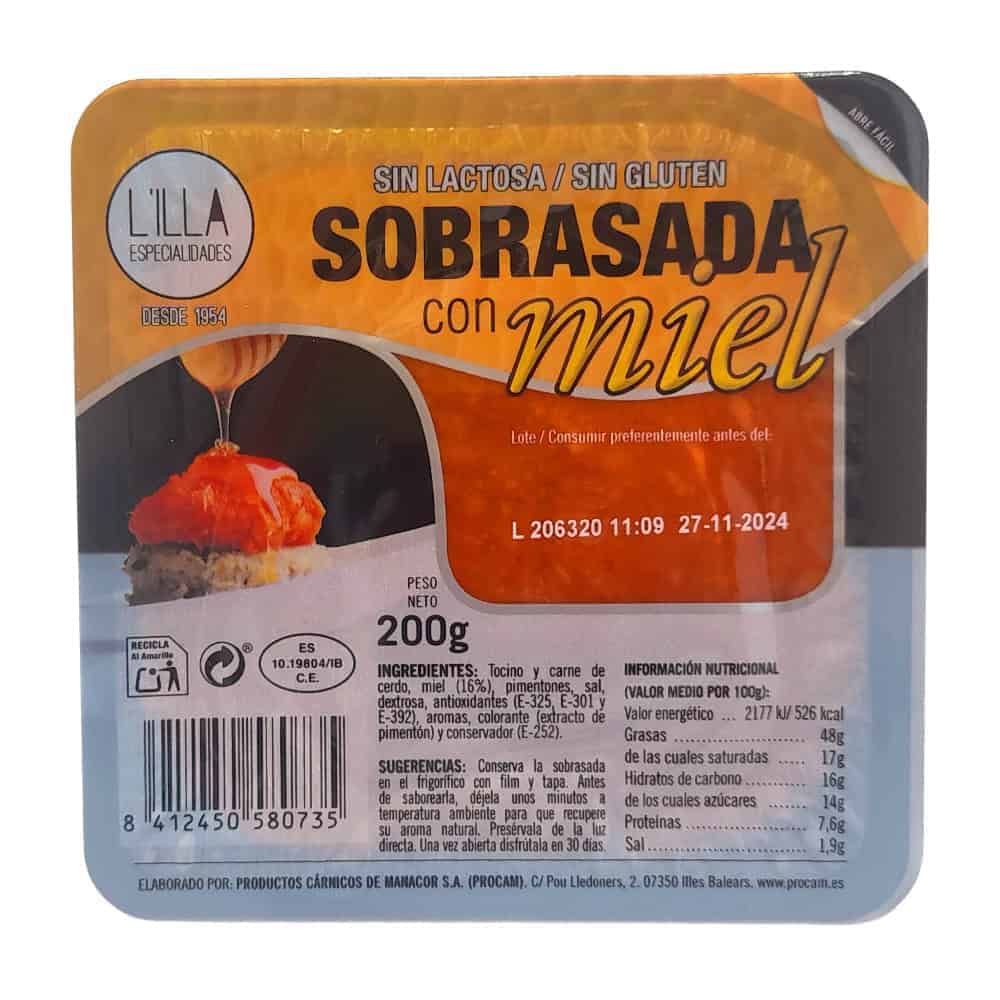 ABRE FÁCIL
L'ILLA
ESPECIALIDADES
DESDE 1954
SIN LACTOSA / SIN GLUTEN
SOBRASADA
con miel
Lote / Consumir preferentemente antes del:
L 206320 11:09 27-11-2024
PESO
NETO
200g
RECICLA
Al Amarillo
®
ES
10.19804/IB
C.E.
INGREDIENTES: Tocino y carne de
cerdo, miel (16%), pimentones, sal,
dextrosa, antioxidantes (E-325, E-301 y
E-392), aromas, colorante (extracto de
pimentón) y conservador (E-252).
SUGERENCIAS: Conserva la sobrasada
en el frigorífico con film y tapa. Antes
de saborearla, déjela unos minutos a
temperatura ambiente para que recupere
su aroma natural. Presérvala de la luz
directa. Una vez abierta disfrútala en 30 días.
INFORMACIÓN NUTRICIONAL
(VALOR MEDIO POR 100g):
Valor energético ... 2177 kJ/ 526 kcal
Grasas .................. 48g
de las cuales saturadas ..... 17g
Hidratos de carbono ............ 16g
de los cuales azúcares ....... 14g
Proteínas ..................... 7,6g
Sal ........................... 1,9g
8 412450 580735
ELABORADO POR: PRODUCTOS CÁRNICOS DE MANACOR S.A. (PROCAM). C/ Pou Lledoners, 2. 07350 Illes Balears. www.procam.es